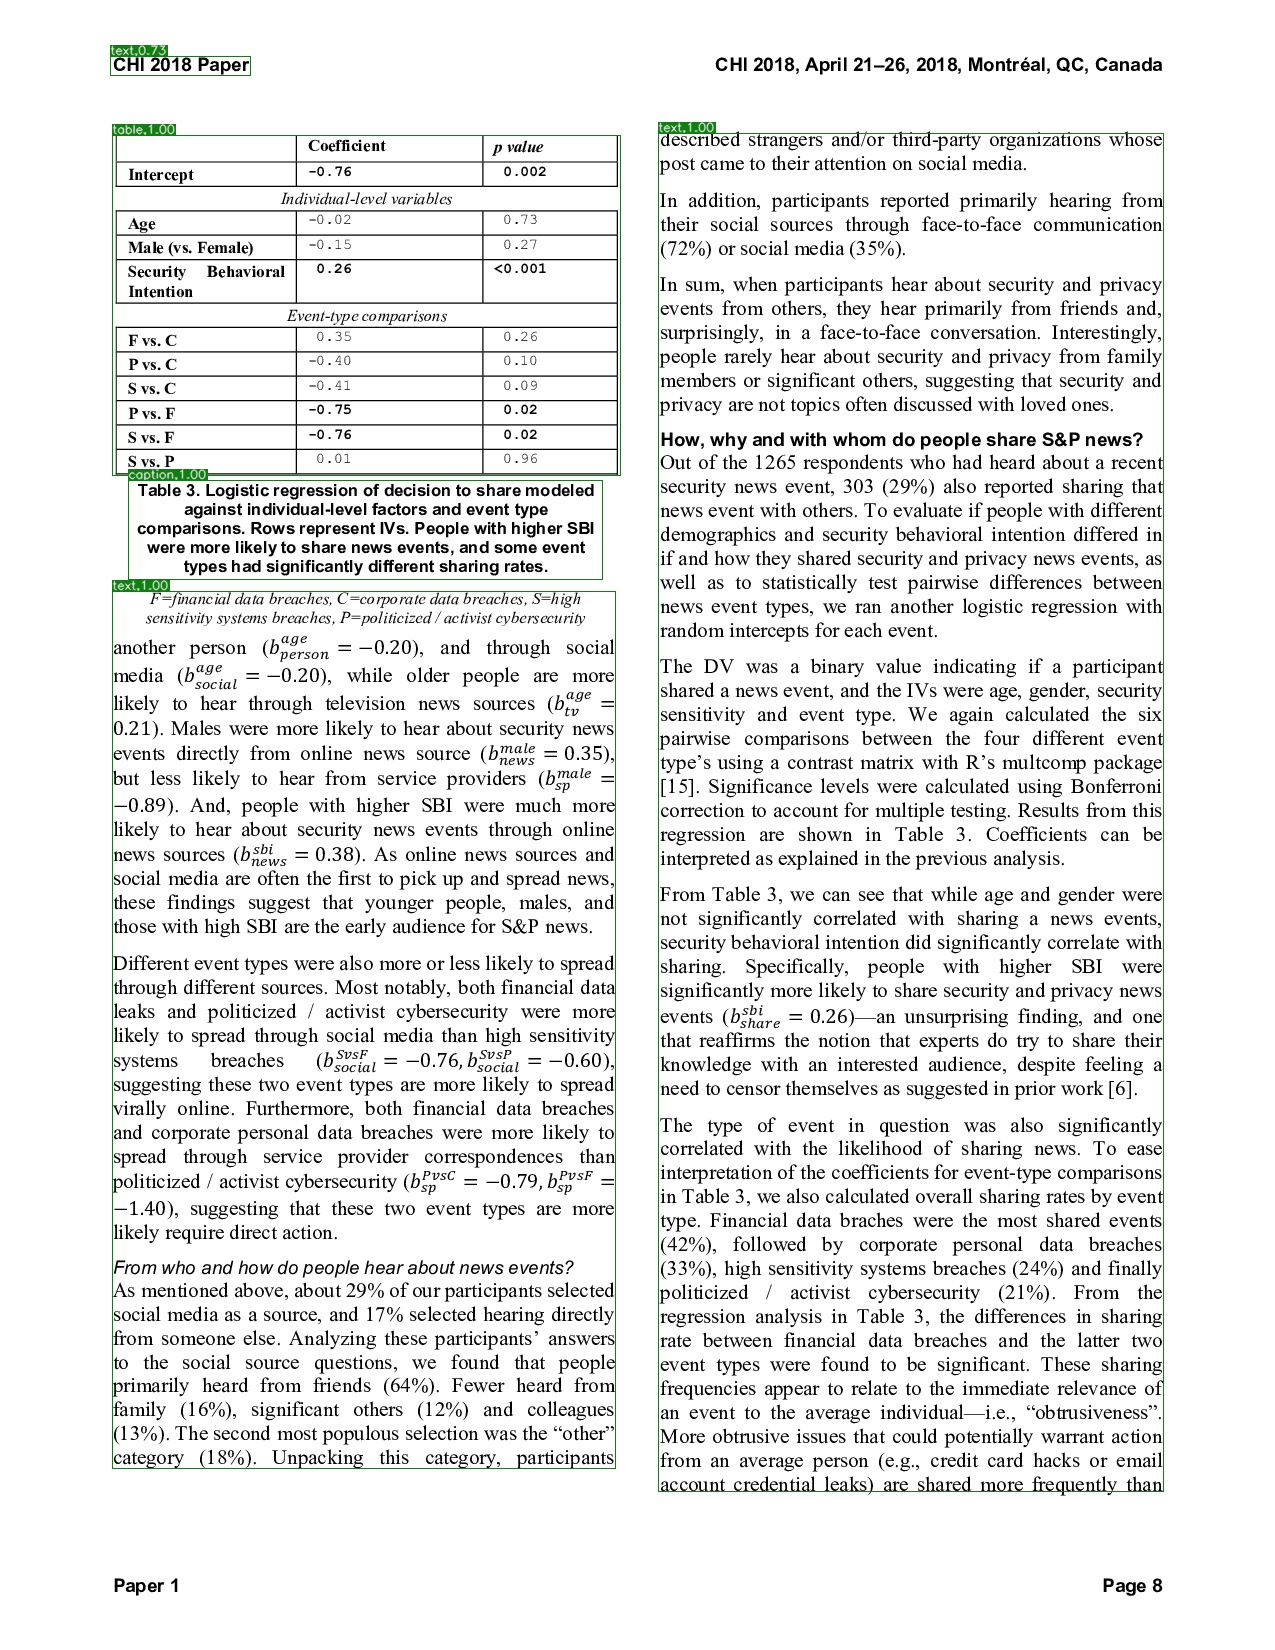 text,0.73
CHI 2018 Paper
CHI 2018, April 21–26, 2018, Montréal, QC, Canada
table,1.00
Coefficient p value
Intercept -0.76 0.002
Individual-level variables
Age -0.02 0.73
Male (vs. Female) -0.15 0.27
Security Behavioral 0.26 <0.001
Intention
Event-type comparisons
F vs. C 0.35 0.26
P vs. C -0.40 0.10
S vs. C -0.41 0.09
P vs. F -0.75 0.02
S vs. F -0.76 0.02
S vs. P 0.01 0.96
caption,1.00
Table 3. Logistic regression of decision to share modeled
against individual-level factors and event type
comparisons. Rows represent IVs. People with higher SBI
were more likely to share news events, and some event
types had significantly different sharing rates.
text,1.00
F=financial data breaches, C=corporate data breaches, S=high
sensitivity systems breaches, P=politicized / activist cybersecurity
another person (b_{person}^{age} = −0.20), and through social
media (b_{social}^{age} = −0.20), while older people are more
likely to hear through television news sources (b_{tv}^{age} =
0.21). Males were more likely to hear about security news
events directly from online news source (b_{news}^{male} = 0.35),
but less likely to hear from service providers (b_{sp}^{male} =
−0.89). And, people with higher SBI were much more
likely to hear about security news events through online
news sources (b_{news}^{sbi} = 0.38). As online news sources and
social media are often the first to pick up and spread news,
these findings suggest that younger people, males, and
those with high SBI are the early audience for S&P news.
Different event types were also more or less likely to spread
through different sources. Most notably, both financial data
leaks and politicized / activist cybersecurity were more
likely to spread through social media than high sensitivity
systems breaches (b_{social}^{SvsF} = −0.76, b_{social}^{SvsP} = −0.60),
suggesting these two event types are more likely to spread
virally online. Furthermore, both financial data breaches
and corporate personal data breaches were more likely to
spread through service provider correspondences than
politicized / activist cybersecurity (b_{sp}^{PvsC} = −0.79, b_{sp}^{PvsF} =
−1.40), suggesting that these two event types are more
likely require direct action.
From who and how do people hear about news events?
As mentioned above, about 29% of our participants selected
social media as a source, and 17% selected hearing directly
from someone else. Analyzing these participants’ answers
to the social source questions, we found that people
primarily heard from friends (64%). Fewer heard from
family (16%), significant others (12%) and colleagues
(13%). The second most populous selection was the “other”
category (18%). Unpacking this category, participants
text,1.00
described strangers and/or third-party organizations whose
post came to their attention on social media.
In addition, participants reported primarily hearing from
their social sources through face-to-face communication
(72%) or social media (35%).
In sum, when participants hear about security and privacy
events from others, they hear primarily from friends and,
surprisingly, in a face-to-face conversation. Interestingly,
people rarely hear about security and privacy from family
members or significant others, suggesting that security and
privacy are not topics often discussed with loved ones.
How, why and with whom do people share S&P news?
Out of the 1265 respondents who had heard about a recent
security news event, 303 (29%) also reported sharing that
news event with others. To evaluate if people with different
demographics and security behavioral intention differed in
if and how they shared security and privacy news events, as
well as to statistically test pairwise differences between
news event types, we ran another logistic regression with
random intercepts for each event.
The DV was a binary value indicating if a participant
shared a news event, and the IVs were age, gender, security
sensitivity and event type. We again calculated the six
pairwise comparisons between the four different event
type’s using a contrast matrix with R’s multcomp package
[15]. Significance levels were calculated using Bonferroni
correction to account for multiple testing. Results from this
regression are shown in Table 3. Coefficients can be
interpreted as explained in the previous analysis.
From Table 3, we can see that while age and gender were
not significantly correlated with sharing a news events,
security behavioral intention did significantly correlate with
sharing. Specifically, people with higher SBI were
significantly more likely to share security and privacy news
events (b_{share}^{sbi} = 0.26)—an unsurprising finding, and one
that reaffirms the notion that experts do try to share their
knowledge with an interested audience, despite feeling a
need to censor themselves as suggested in prior work [6].
The type of event in question was also significantly
correlated with the likelihood of sharing news. To ease
interpretation of the coefficients for event-type comparisons
in Table 3, we also calculated overall sharing rates by event
type. Financial data braches were the most shared events
(42%), followed by corporate personal data breaches
(33%), high sensitivity systems breaches (24%) and finally
politicized / activist cybersecurity (21%). From the
regression analysis in Table 3, the differences in sharing
rate between financial data breaches and the latter two
event types were found to be significant. These sharing
frequencies appear to relate to the immediate relevance of
an event to the average individual—i.e., “obtrusiveness”.
More obtrusive issues that could potentially warrant action
from an average person (e.g., credit card hacks or email
account credential leaks) are shared more frequently than
Paper 1
Page 8